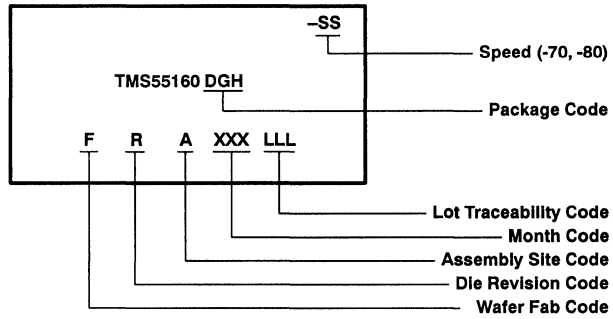 –SS
Speed (-70, -80)
TMS55160 DGH
Package Code
F R A XXX LLL
Lot Traceability Code
Month Code
Assembly Site Code
Die Revision Code
Wafer Fab Code